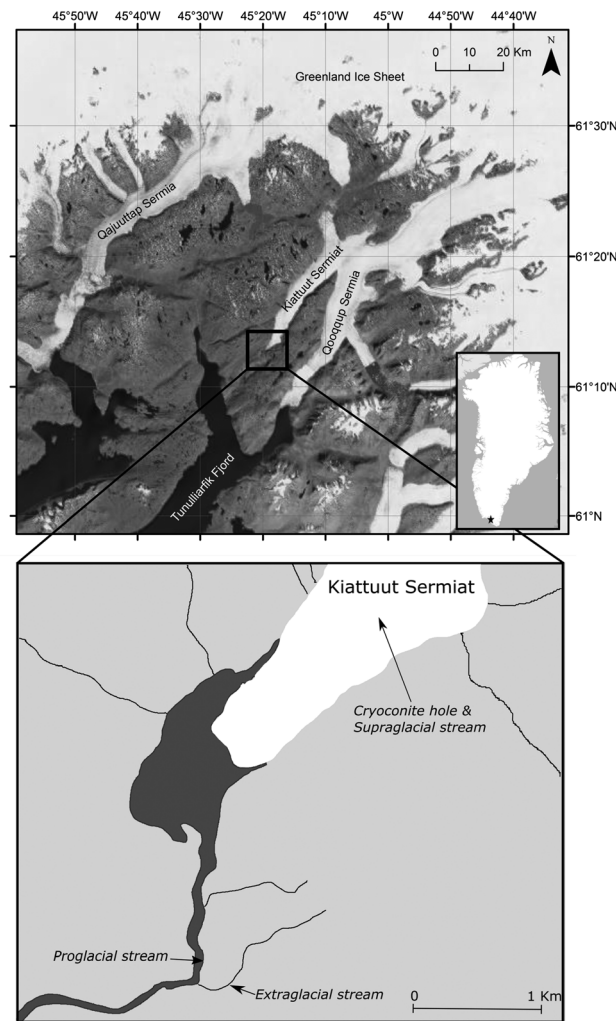 45°50'W 45°40'W 45°30'W 45°20'W 45°10'W 45°W 44°50'W 44°40'W
N
0 10 20 Km
Greenland Ice Sheet
61°30'N
Qajuuttap Sermia
61°20'N
Kiattuut Sermiat
Qooqqup Sermia
61°10'N
Tunulliarfik Fjord
61°N
Kiattuut Sermiat
Cryoconite hole &
Supraglacial stream
Proglacial stream
Extraglacial stream
0 1 Km